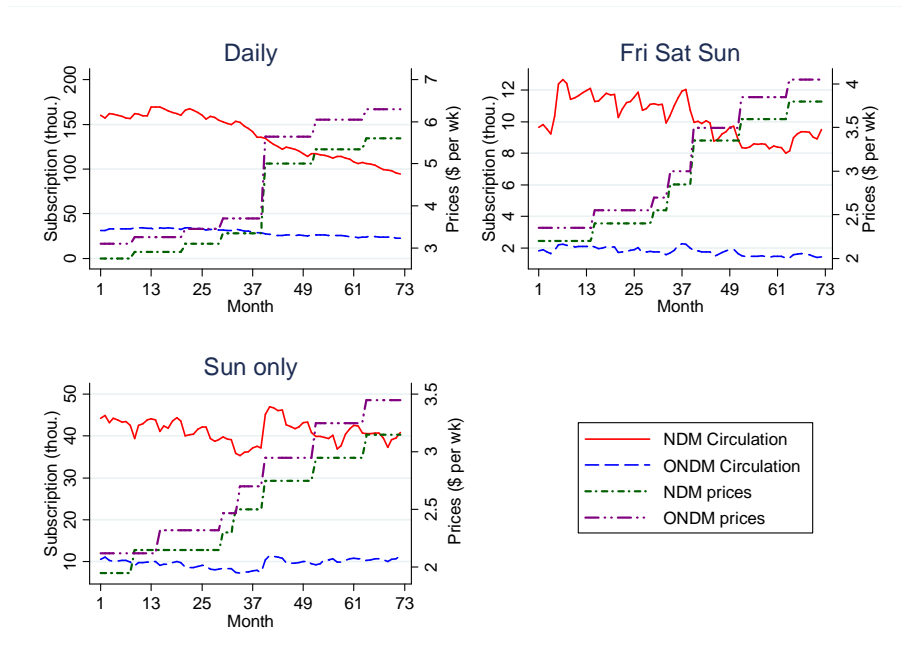 Daily
200
150
100
50
0
Subscription (thou.)
7
6
5
4
3
Prices ($ per wk)
1 13 25 37 49 61 73
Month
Fri Sat Sun
12
10
8
6
4
2
Subscription (thou.)
4
3.5
3
2.5
2
Prices ($ per wk)
1 13 25 37 49 61 73
Month
Sun only
50
40
30
20
10
Subscription (thou.)
3.5
3
2.5
2
Prices ($ per wk)
1 13 25 37 49 61 73
Month
NDM Circulation
ONDM Circulation
NDM prices
ONDM prices